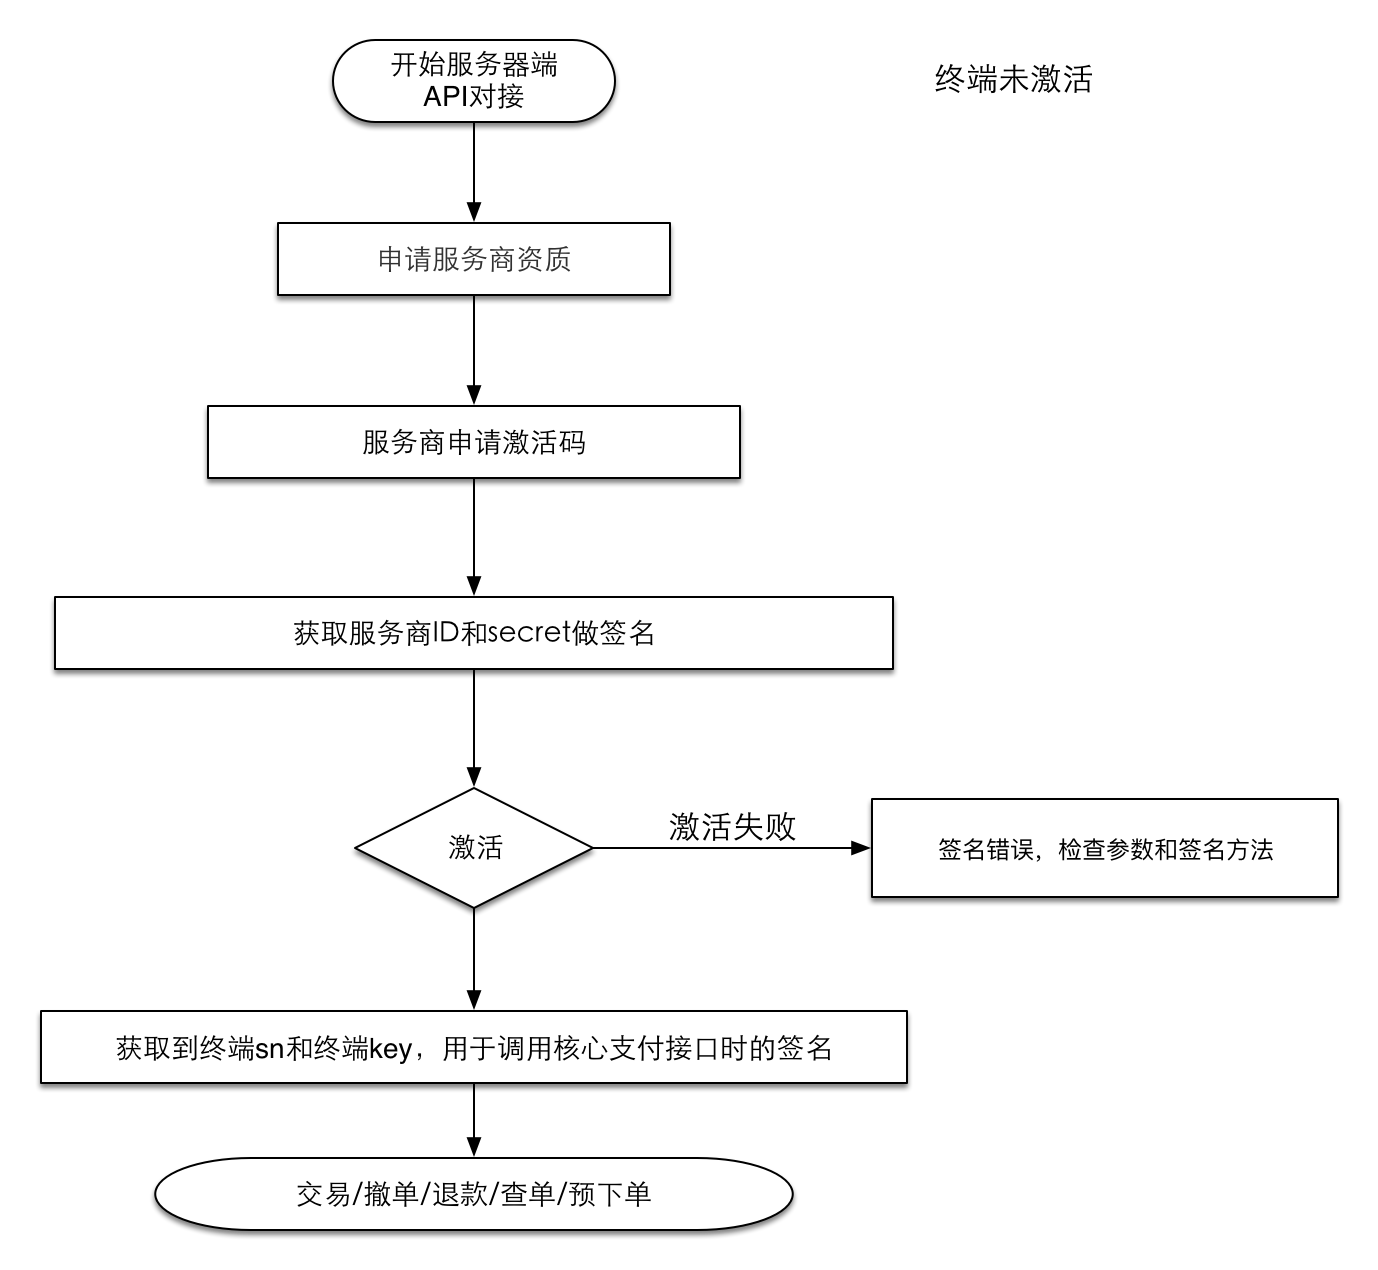 开始服务器端
API对接
终端未激活
申请服务商资质
服务商申请激活码
获取服务商ID和secret做签名
激活
激活失败
签名错误，检查参数和签名方法
获取到终端sn和终端key，用于调用核心支付接口时的签名
交易/撤单/退款/查单/预下单